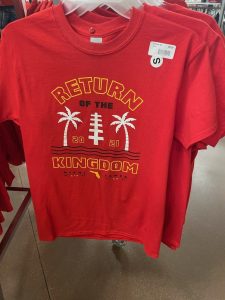 RETURN
OF THE
20 21
KINGDOM
S